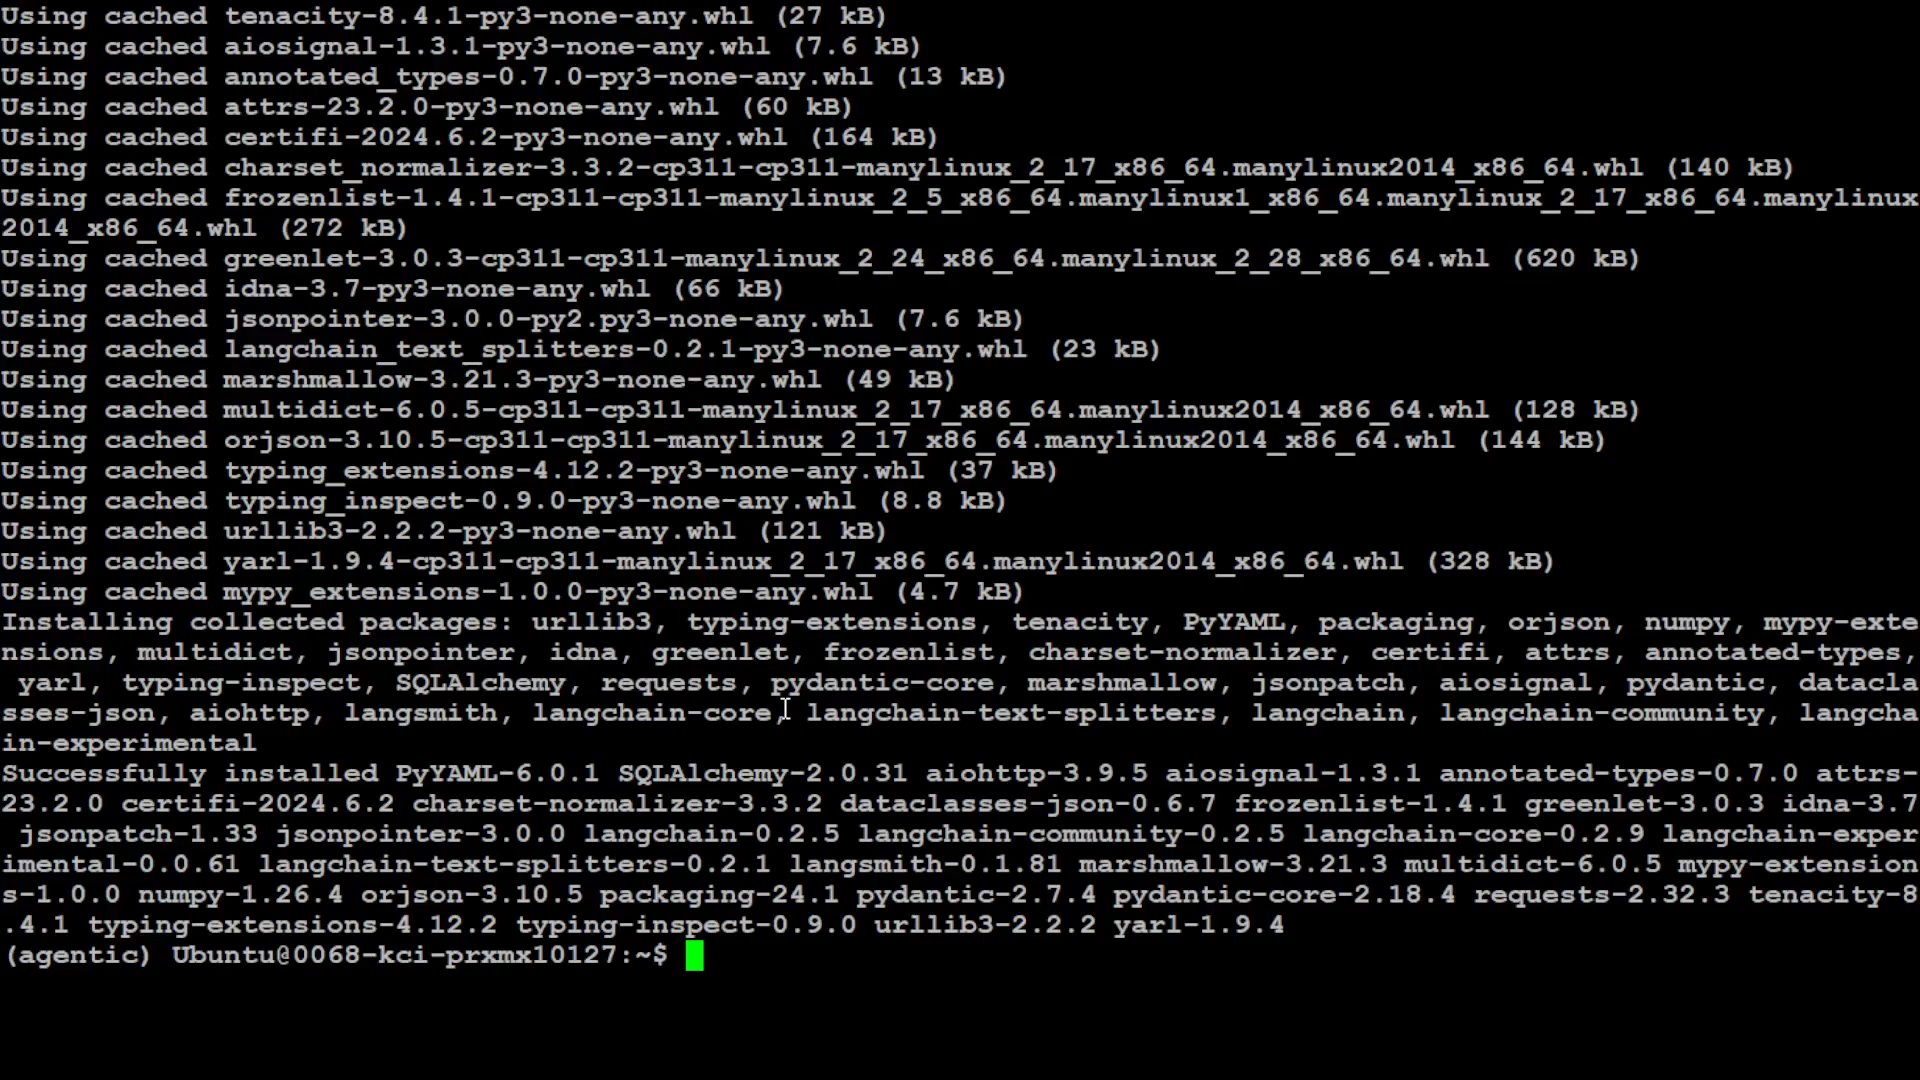 Using cached tenacity-8.4.1-py3-none-any.whl (27 kB)
Using cached aiosignal-1.3.1-py3-none-any.whl (7.6 kB)
Using cached annotated_types-0.7.0-py3-none-any.whl (13 kB)
Using cached attrs-23.2.0-py3-none-any.whl (60 kB)
Using cached certifi-2024.6.2-py3-none-any.whl (164 kB)
Using cached charset_normalizer-3.3.2-cp311-cp311-manylinux_2_17_x86_64.manylinux2014_x86_64.whl (140 kB)
Using cached frozenlist-1.4.1-cp311-cp311-manylinux_2_5_x86_64.manylinux1_x86_64.manylinux_2_17_x86_64.manylinux
2014_x86_64.whl (272 kB)
Using cached greenlet-3.0.3-cp311-cp311-manylinux_2_24_x86_64.manylinux_2_28_x86_64.whl (620 kB)
Using cached idna-3.7-py3-none-any.whl (66 kB)
Using cached jsonpointer-3.0.0-py2.py3-none-any.whl (7.6 kB)
Using cached langchain_text_splitters-0.2.1-py3-none-any.whl (23 kB)
Using cached marshmallow-3.21.3-py3-none-any.whl (49 kB)
Using cached multidict-6.0.5-cp311-cp311-manylinux_2_17_x86_64.manylinux2014_x86_64.whl (128 kB)
Using cached orjson-3.10.5-cp311-cp311-manylinux_2_17_x86_64.manylinux2014_x86_64.whl (144 kB)
Using cached typing_extensions-4.12.2-py3-none-any.whl (37 kB)
Using cached typing_inspect-0.9.0-py3-none-any.whl (8.8 kB)
Using cached urllib3-2.2.2-py3-none-any.whl (121 kB)
Using cached yarl-1.9.4-cp311-cp311-manylinux_2_17_x86_64.manylinux2014_x86_64.whl (328 kB)
Using cached mypy_extensions-1.0.0-py3-none-any.whl (4.7 kB)
Installing collected packages: urllib3, typing-extensions, tenacity, PyYAML, packaging, orjson, numpy, mypy-exte
nsions, multidict, jsonpointer, idna, greenlet, frozenlist, charset-normalizer, certifi, attrs, annotated-types,
 yarl, typing-inspect, SQLAlchemy, requests, pydantic-core, marshmallow, jsonpatch, aiosignal, pydantic, datacla
sses-json, aiohttp, langsmith, langchain-core, langchain-text-splitters, langchain, langchain-community, langcha
in-experimental
Successfully installed PyYAML-6.0.1 SQLAlchemy-2.0.31 aiohttp-3.9.5 aiosignal-1.3.1 annotated-types-0.7.0 attrs-
23.2.0 certifi-2024.6.2 charset-normalizer-3.3.2 dataclasses-json-0.6.7 frozenlist-1.4.1 greenlet-3.0.3 idna-3.7
 jsonpatch-1.33 jsonpointer-3.0.0 langchain-0.2.5 langchain-community-0.2.5 langchain-core-0.2.9 langchain-exper
imental-0.0.61 langchain-text-splitters-0.2.1 langsmith-0.1.81 marshmallow-3.21.3 multidict-6.0.5 mypy-extension
s-1.0.0 numpy-1.26.4 orjson-3.10.5 packaging-24.1 pydantic-2.7.4 pydantic-core-2.18.4 requests-2.32.3 tenacity-8
.4.1 typing-extensions-4.12.2 typing-inspect-0.9.0 urllib3-2.2.2 yarl-1.9.4
(agentic) Ubuntu@0068-kci-prxmx10127:~$